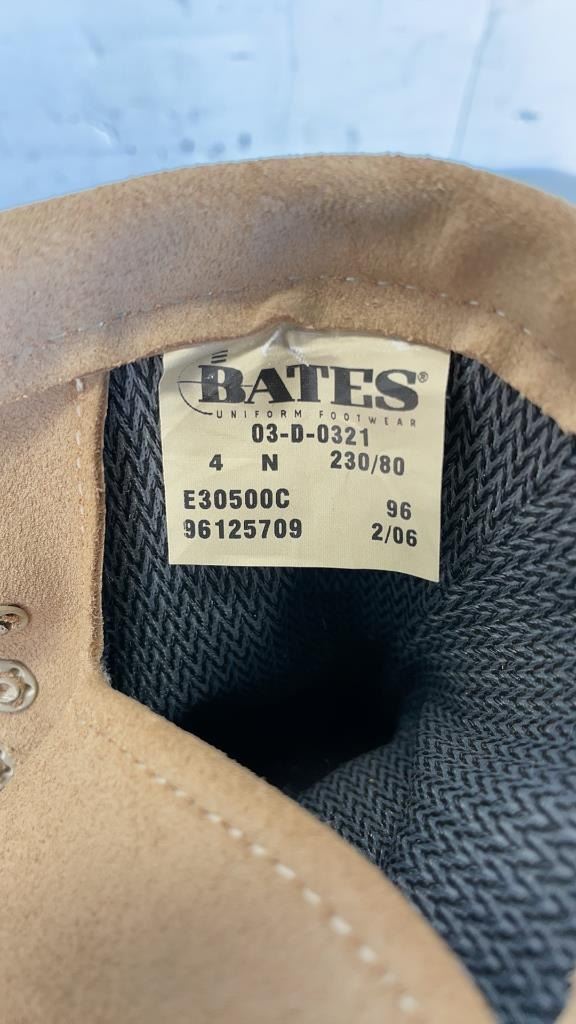 BATES®
UNIFORM FOOTWEAR
03-D-0321
4 N 230/80
E30500C 96
96125709 2/06